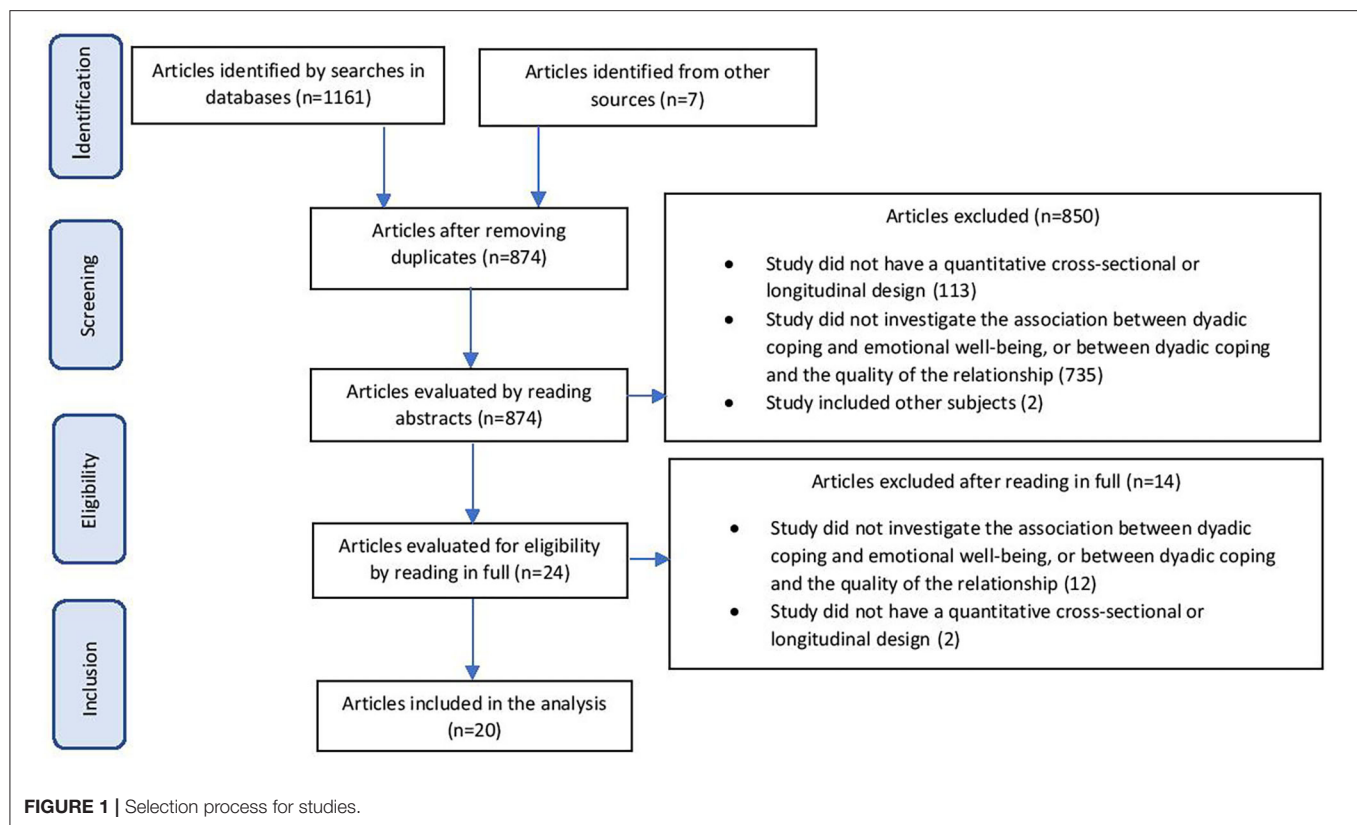 Identification
Articles identified by searches in
databases (n=1161)
Articles identified from other
sources (n=7)
Screening
Articles after removing
duplicates (n=874)
Articles excluded (n=850)
• Study did not have a quantitative cross-sectional or
longitudinal design (113)
• Study did not investigate the association between dyadic
coping and emotional well-being, or between dyadic coping
and the quality of the relationship (735)
• Study included other subjects (2)
Articles evaluated by reading
abstracts (n=874)
Eligibility
Articles evaluated for eligibility
by reading in full (n=24)
Articles excluded after reading in full (n=14)
• Study did not investigate the association between dyadic
coping and emotional well-being, or between dyadic coping
and the quality of the relationship (12)
• Study did not have a quantitative cross-sectional or
longitudinal design (2)
Inclusion
Articles included in the analysis
(n=20)
FIGURE 1 | Selection process for studies.